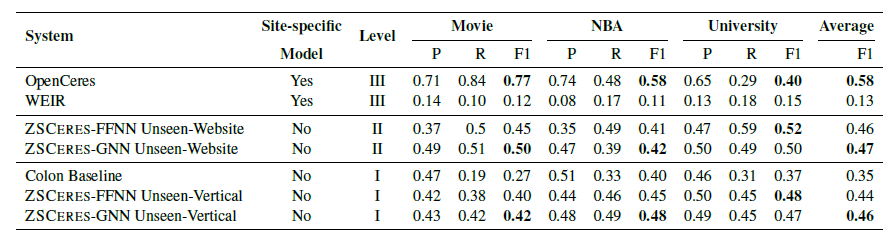 System Site-specific Model Level Movie NBA University Average
P R F1 P R F1 P R F1 F1
OpenCeres Yes III 0.71 0.84 0.77 0.74 0.48 0.58 0.65 0.29 0.40 0.58
WEIR Yes III 0.14 0.10 0.12 0.08 0.17 0.11 0.13 0.18 0.15 0.13
ZSCERES-FFNN Unseen-Website No II 0.37 0.5 0.45 0.35 0.49 0.41 0.47 0.59 0.52 0.46
ZSCERES-GNN Unseen-Website No II 0.49 0.51 0.50 0.47 0.39 0.42 0.50 0.49 0.50 0.47
Colon Baseline No I 0.47 0.19 0.27 0.51 0.33 0.40 0.46 0.31 0.37 0.35
ZSCERES-FFNN Unseen-Vertical No I 0.42 0.38 0.40 0.44 0.46 0.45 0.50 0.45 0.48 0.44
ZSCERES-GNN Unseen-Vertical No I 0.43 0.42 0.42 0.48 0.49 0.48 0.49 0.45 0.47 0.46